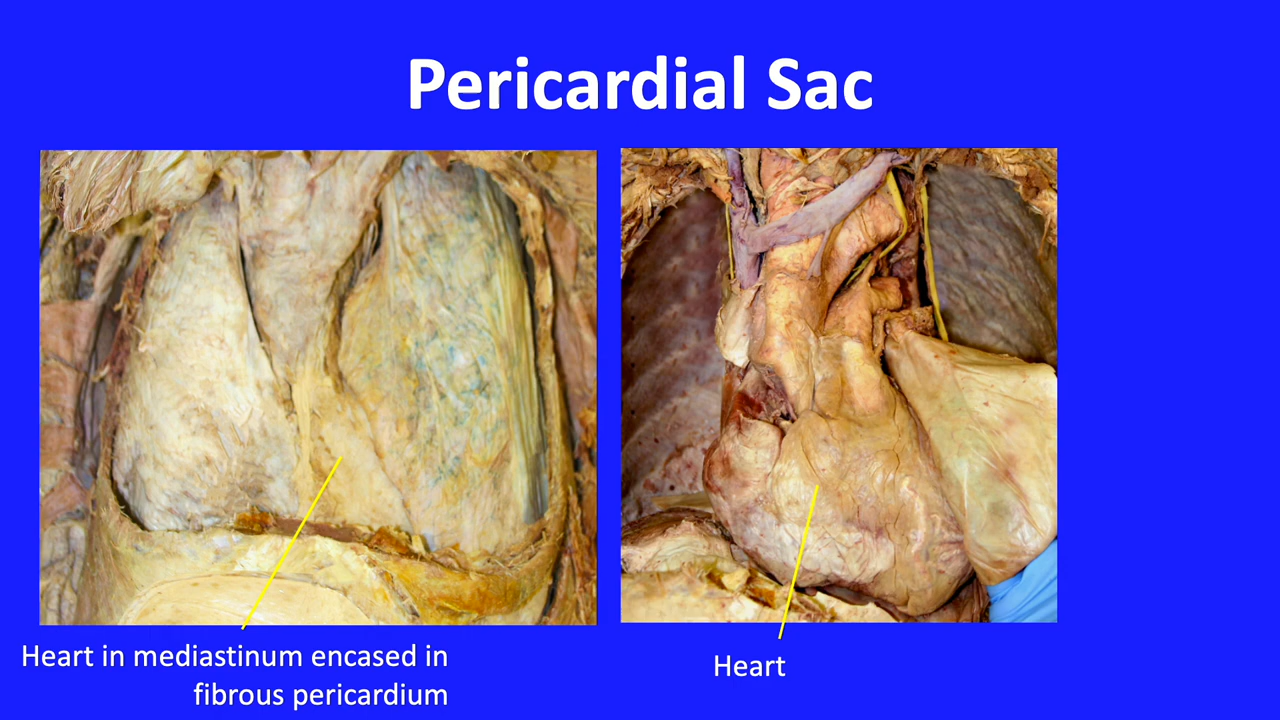 Pericardial Sac
Heart in mediastinum encased in
fibrous pericardium
Heart